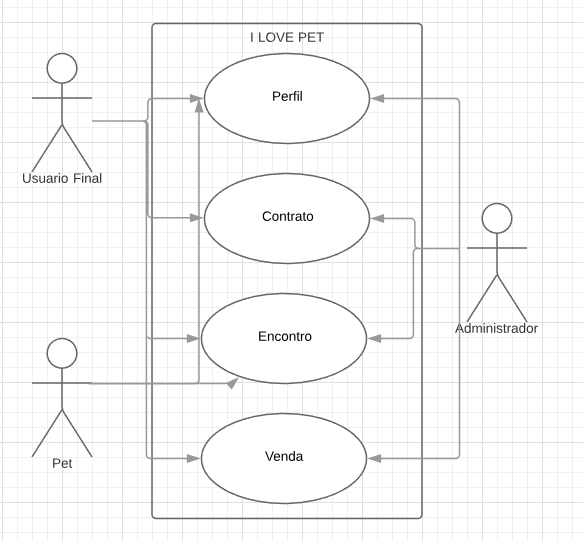 I LOVE PET
Perfil
Usuario Final
Contrato
Administrador
Encontro
Pet
Venda